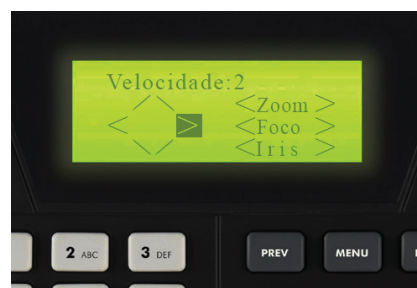 Velocidade:2
<Zoom >
< > <Foco >
<Iris >
2 ABC 3 DEF PREV MENU